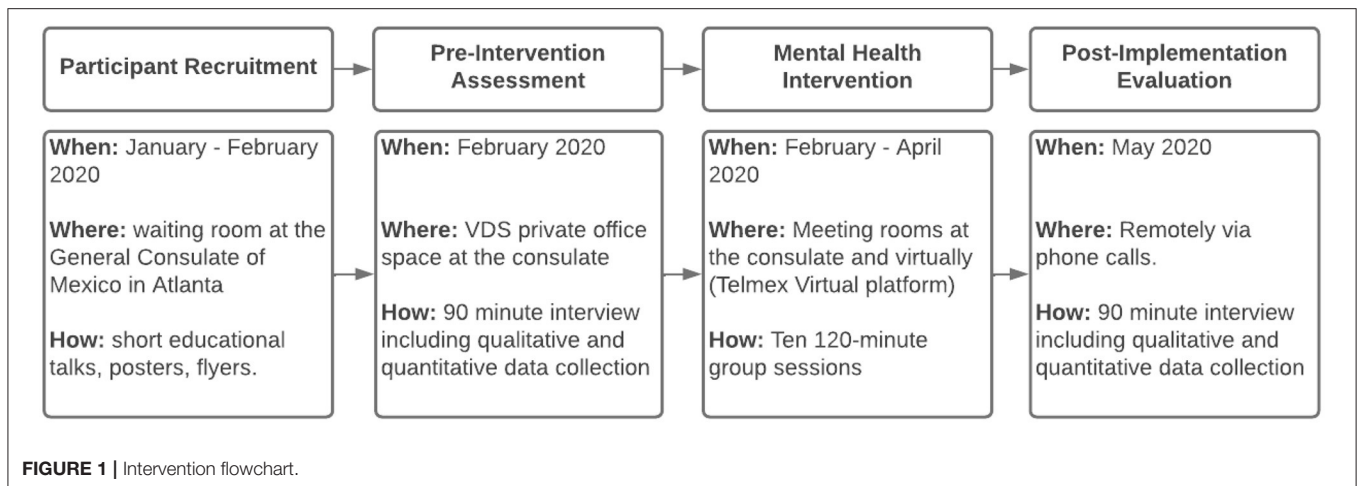 Participant Recruitment
Pre-Intervention
Assessment
Mental Health
Intervention
Post-Implementation
Evaluation
When: January - February
2020
Where: waiting room at the
General Consulate of
Mexico in Atlanta
How: short educational
talks, posters, flyers.
When: February 2020
Where: VDS private office
space at the consulate
How: 90 minute interview
including qualitative and
quantitative data collection
When: February - April
2020
Where: Meeting rooms at
the consulate and virtually
(Telmex Virtual platform)
How: Ten 120-minute
group sessions
When: May 2020
Where: Remotely via
phone calls.
How: 90 minute interview
including qualitative and
quantitative data collection
FIGURE 1 | Intervention flowchart.